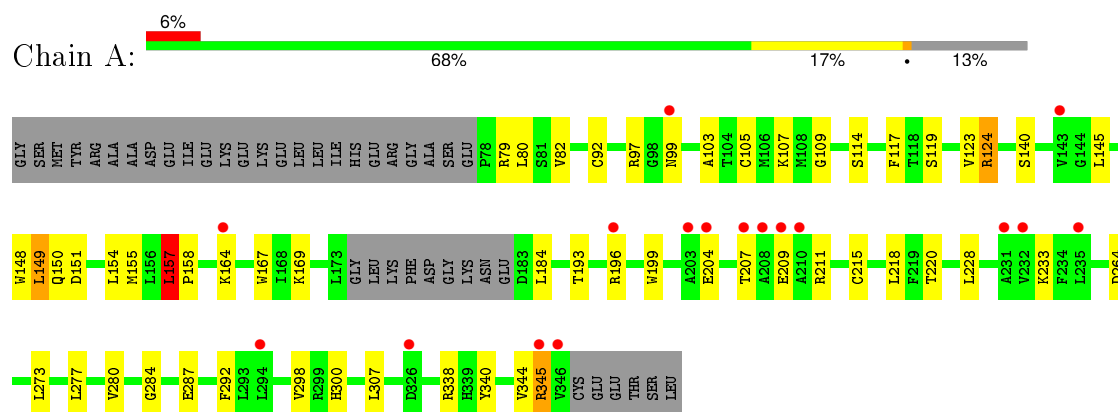 6%
Chain A:
68% 17% • 13%
GLY SER MET TYR ARG ALA ALA ASP GLU ILE GLU LYS GLU LYS GLU LEU LEU ILE HIS GLU ARG GLY ALA SER GLU P78 R79 L80 S81 V82 C92 R97 G98 N99 A103 T104 C105 M106 K107 M108 G109 S114 F117 T118 S119 V123 R124 S140 V143 G144 L145
W148 L149 Q150 D151 L154 M155 L156 L157 P158 K164 W167 I168 K169 L173 GLY LEU LYS PHE ASP GLY LYS ASN GLU D183 L184 T193 R196 W199 A203 E204 T207 A208 E209 A210 R211 C215 L218 F219 T220 L228 A231 V232 K233 F234 L235 D264
L273 L277 V280 G284 E287 F292 L293 L294 V298 R299 H300 L307 D326 R338 H339 Y340 V344 R345 V346 CYS GLU GLU THR SER LEU